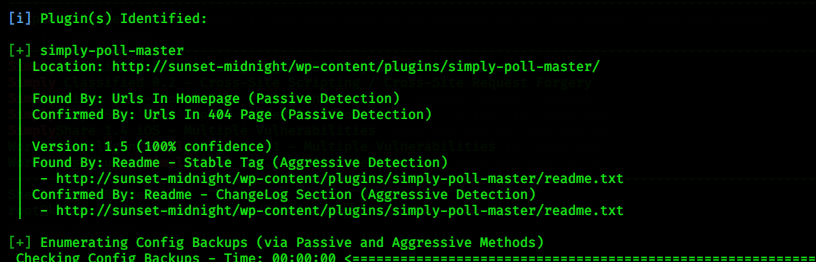 [i] Plugin(s) Identified:
[+] simply-poll-master
| Location: http://sunset-midnight/wp-content/plugins/simply-poll-master/
|
| Found By: Urls In Homepage (Passive Detection)
| Confirmed By: Urls In 404 Page (Passive Detection)
|
| Version: 1.5 (100% confidence)
| Found By: Readme - Stable Tag (Aggressive Detection)
|  - http://sunset-midnight/wp-content/plugins/simply-poll-master/readme.txt
| Confirmed By: Readme - ChangeLog Section (Aggressive Detection)
|  - http://sunset-midnight/wp-content/plugins/simply-poll-master/readme.txt
[+] Enumerating Config Backups (via Passive and Aggressive Methods)
Checking Config Backups - Time: 00:00:00 <==========================================================